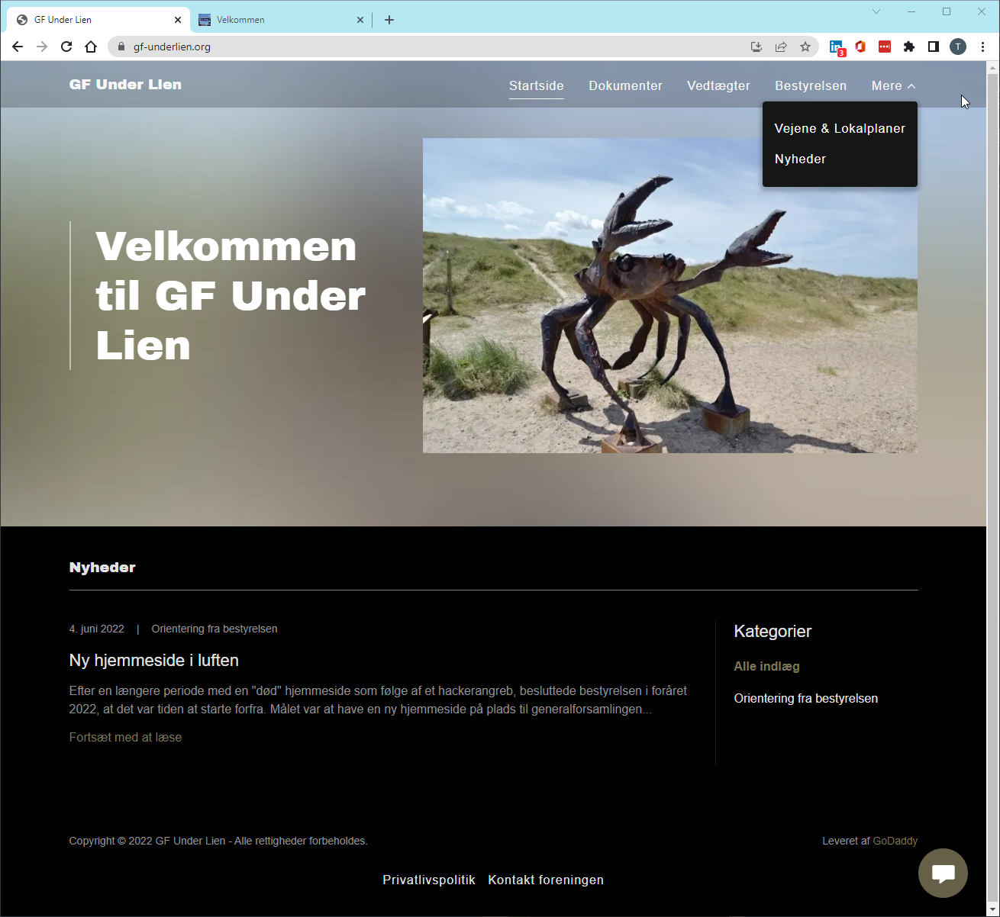 GF Under Lien
Velkommen
gf-underlien.org
3
T
GF Under Lien
Startside
Dokumenter
Vedtægter
Bestyrelsen
Mere
Vejene & Lokalplaner
Nyheder
Velkommen
til GF Under
Lien
Nyheder
4. juni 2022 | Orientering fra bestyrelsen
Ny hjemmeside i luften
Efter en længere periode med en "død" hjemmeside som følge af et hackerangreb, besluttede bestyrelsen i foråret
2022, at det var tiden at starte forfra. Målet var at have en ny hjemmeside på plads til generalforsamlingen...
Fortsæt med at læse
Kategorier
Alle indlæg
Orientering fra bestyrelsen
Copyright © 2022 GF Under Lien - Alle rettigheder forbeholdes.
Leveret af GoDaddy
Privatlivspolitik
Kontakt foreningen